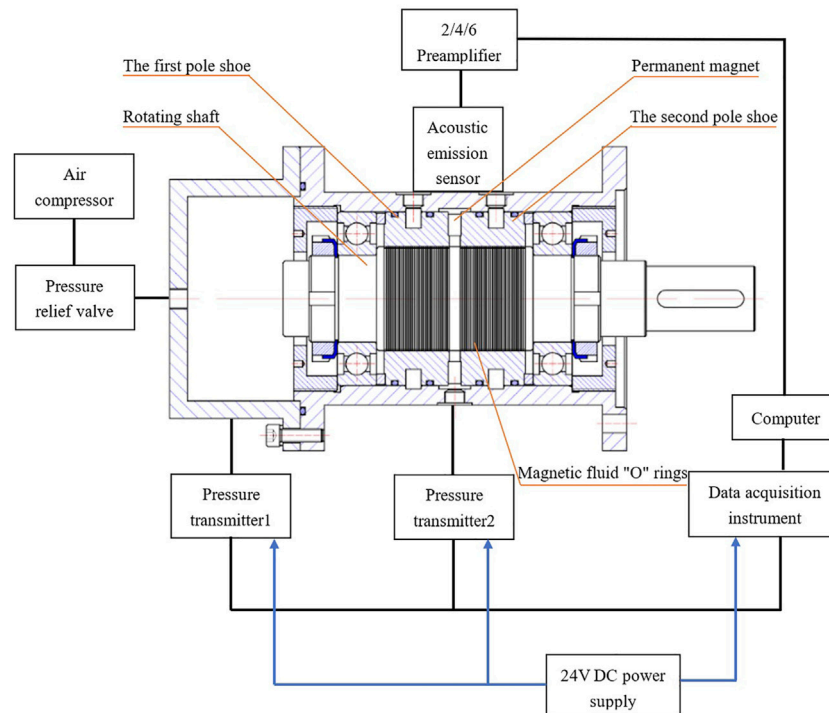 2/4/6
Preamplifier
The first pole shoe
Permanent magnet
Rotating shaft
Acoustic
emission
sensor
The second pole shoe
Air
compressor
Pressure
relief valve
Computer
Magnetic fluid "O" rings
Pressure
transmitter1
Pressure
transmitter2
Data acquisition
instrument
24V DC power
supply